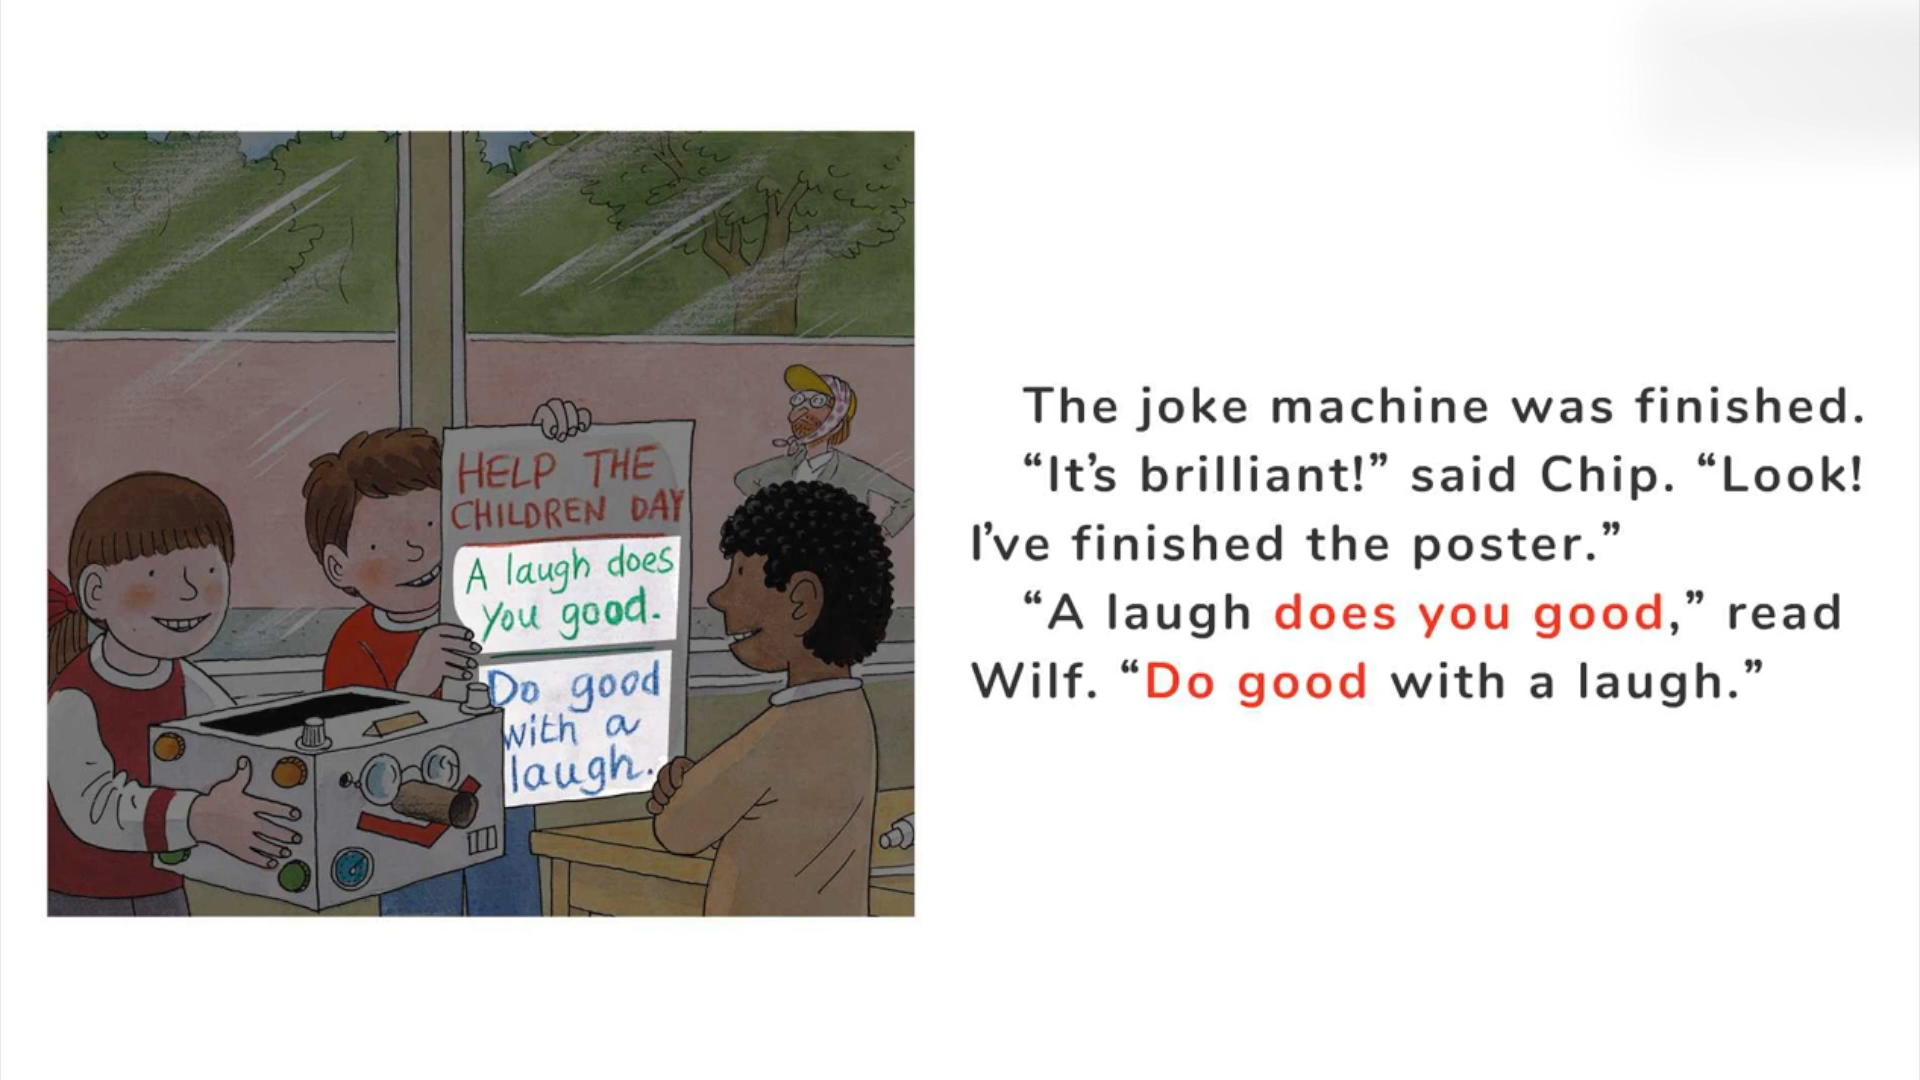 HELP THE
CHILDREN DAY
A laugh does
you good.
Do good
with a
laugh.
The joke machine was finished.
“It’s brilliant!” said Chip. “Look!
I’ve finished the poster.”
“A laugh does you good,” read
Wilf. “Do good with a laugh.”